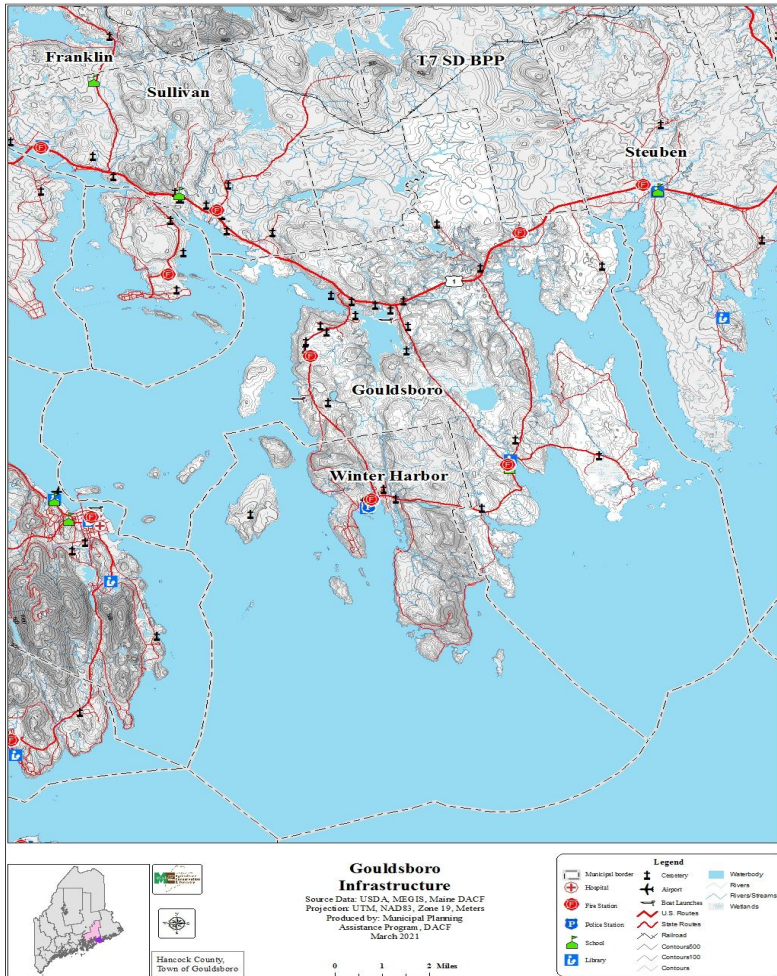 Franklin
Sullivan
T7 SD BPP
Steuben
1
Gouldsboro
Winter Harbor
Gouldsboro
Infrastructure
Source Data: USDA, MEGIS, Maine DACF
Projection: UTM, NAD83, Zone 19, Meters
Produced by: Municipal Planning
Assistance Program, DACF
March 2021
0 1 2 Miles
Hancock County,
Town of Gouldsboro
Legend
Municipal border
Hospital
Fire Station
Police Station
School
Library
Cemetery
Airport
Boat Launches
U.S. Routes
State Routes
Railroad
Contours500
Contours100
Contours
Waterbody
Rivers
Rivers/Streams
Wetlands